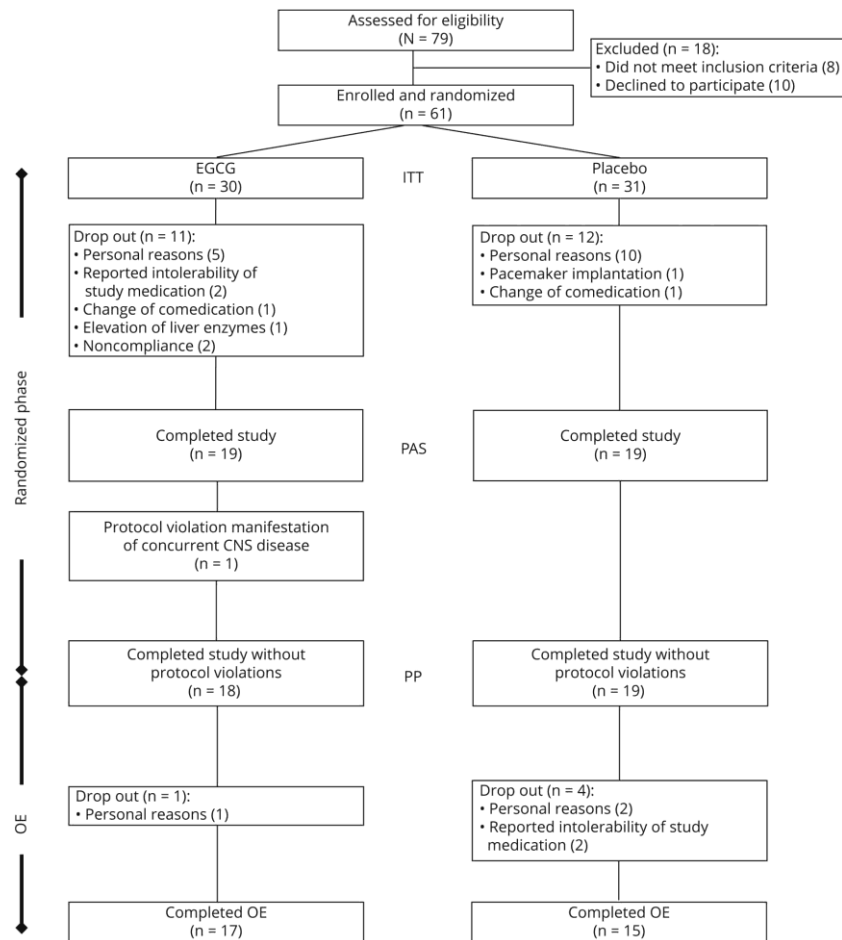 Assessed for eligibility
(N = 79)
Excluded (n = 18):
• Did not meet inclusion criteria (8)
• Declined to participate (10)
Enrolled and randomized
(n = 61)
EGCG
(n = 30)
ITT
Placebo
(n = 31)
Drop out (n = 11):
• Personal reasons (5)
• Reported intolerability of
study medication (2)
• Change of comedication (1)
• Elevation of liver enzymes (1)
• Noncompliance (2)
Drop out (n = 12):
• Personal reasons (10)
• Pacemaker implantation (1)
• Change of comedication (1)
Randomized phase
Completed study
(n = 19)
PAS
Completed study
(n = 19)
Protocol violation manifestation
of concurrent CNS disease
(n = 1)
Completed study without
protocol violations
(n = 18)
PP
Completed study without
protocol violations
(n = 19)
OE
Drop out (n = 1):
• Personal reasons (1)
Drop out (n = 4):
• Personal reasons (2)
• Reported intolerability of study
medication (2)
Completed OE
(n = 17)
Completed OE
(n = 15)